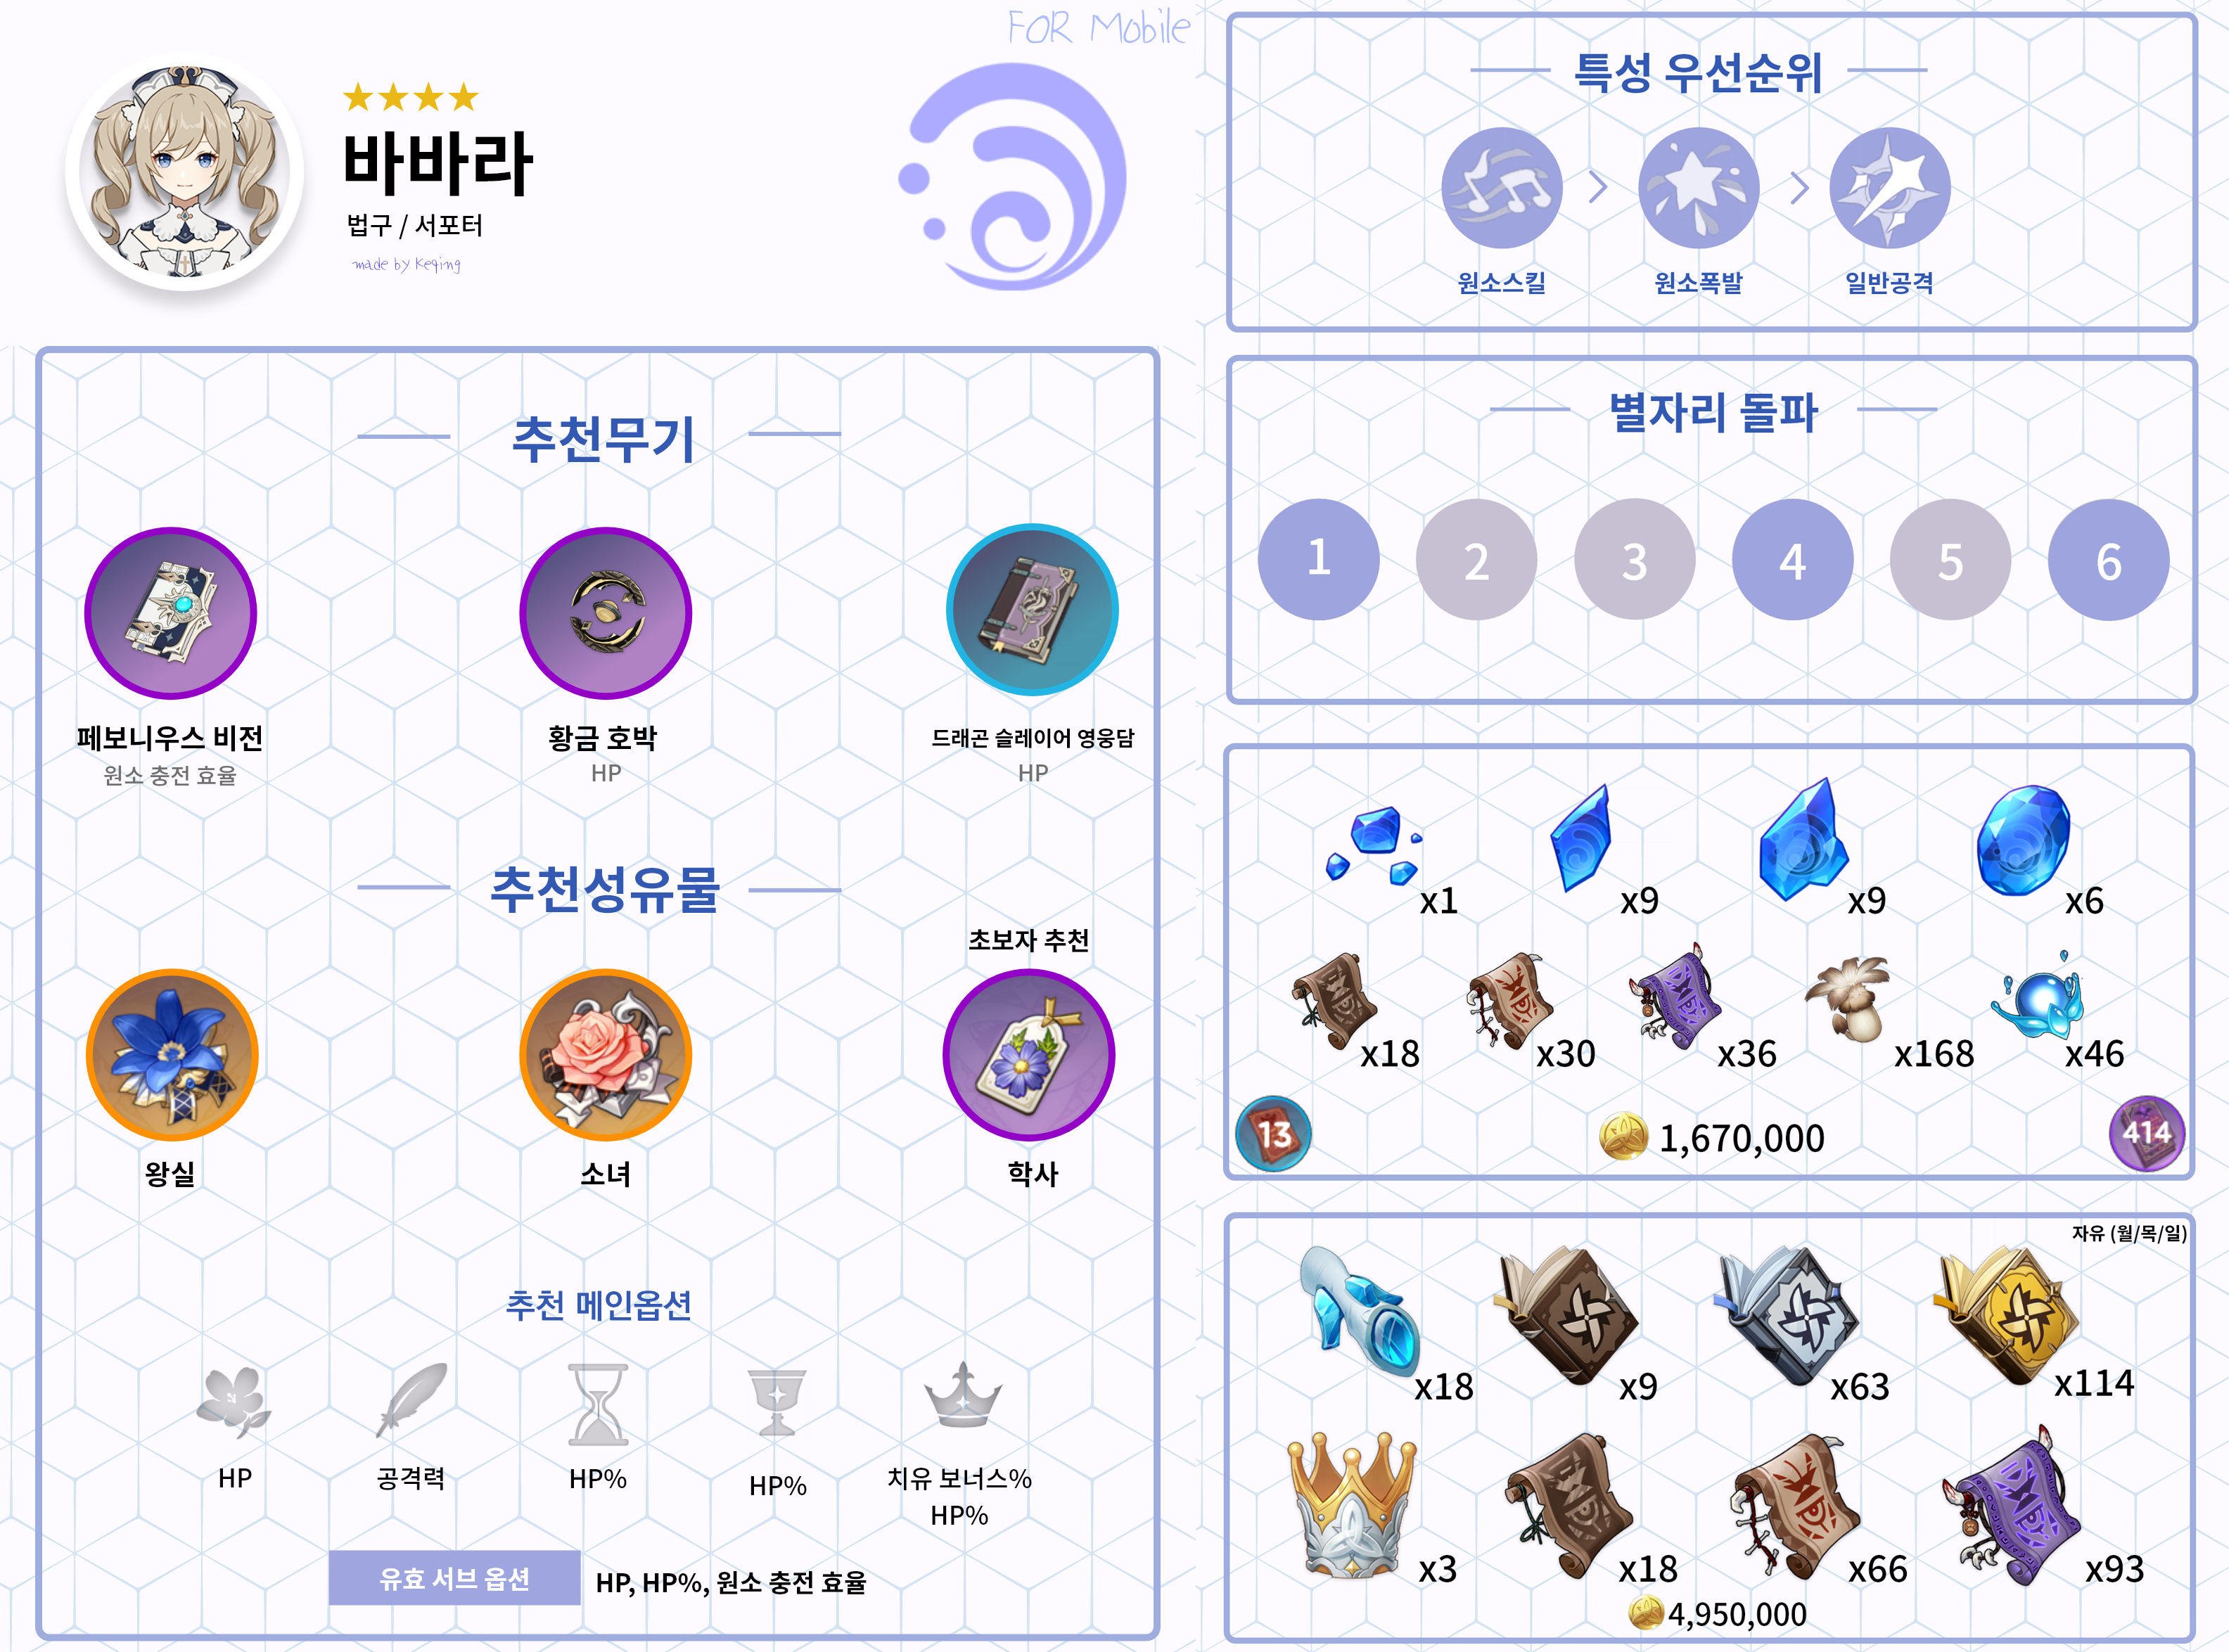 FOR Mobile
바바라
법구 / 서포터
made by Keqing
추천무기
페보니우스 비전
원소 충전 효율
황금 호박
HP
드래곤 슬레이어 영웅담
HP
추천성유물
초보자 추천
왕실
소녀
학사
추천 메인옵션
HP
공격력
HP%
HP%
치유 보너스%
HP%
유효 서브 옵션
HP, HP%, 원소 충전 효율
특성 우선순위
원소스킬
원소폭발
일반공격
별자리 돌파
1
2
3
4
5
6
x1
x9
x9
x6
x18
x30
x36
x168
x46
13
1,670,000
414
자유 (월/목/일)
x18
x9
x63
x114
x3
x18
x66
x93
4,950,000